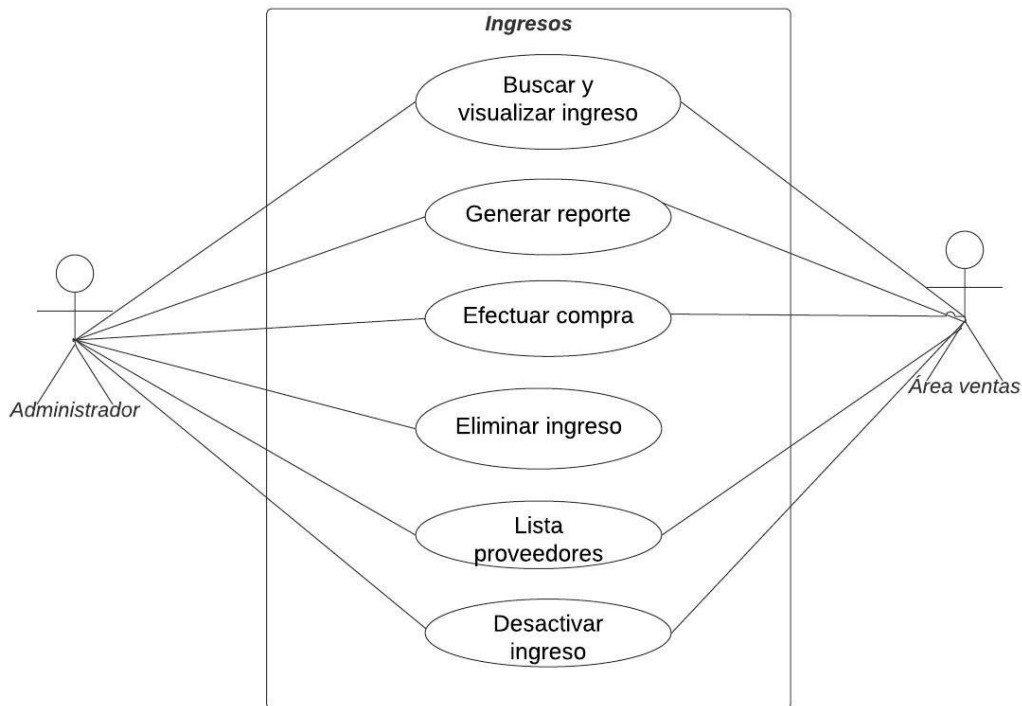 Ingresos
Buscar y
visualizar ingreso
Generar reporte
Efectuar compra
Administrador
Área ventas
Eliminar ingreso
Lista
proveedores
Desactivar
ingreso